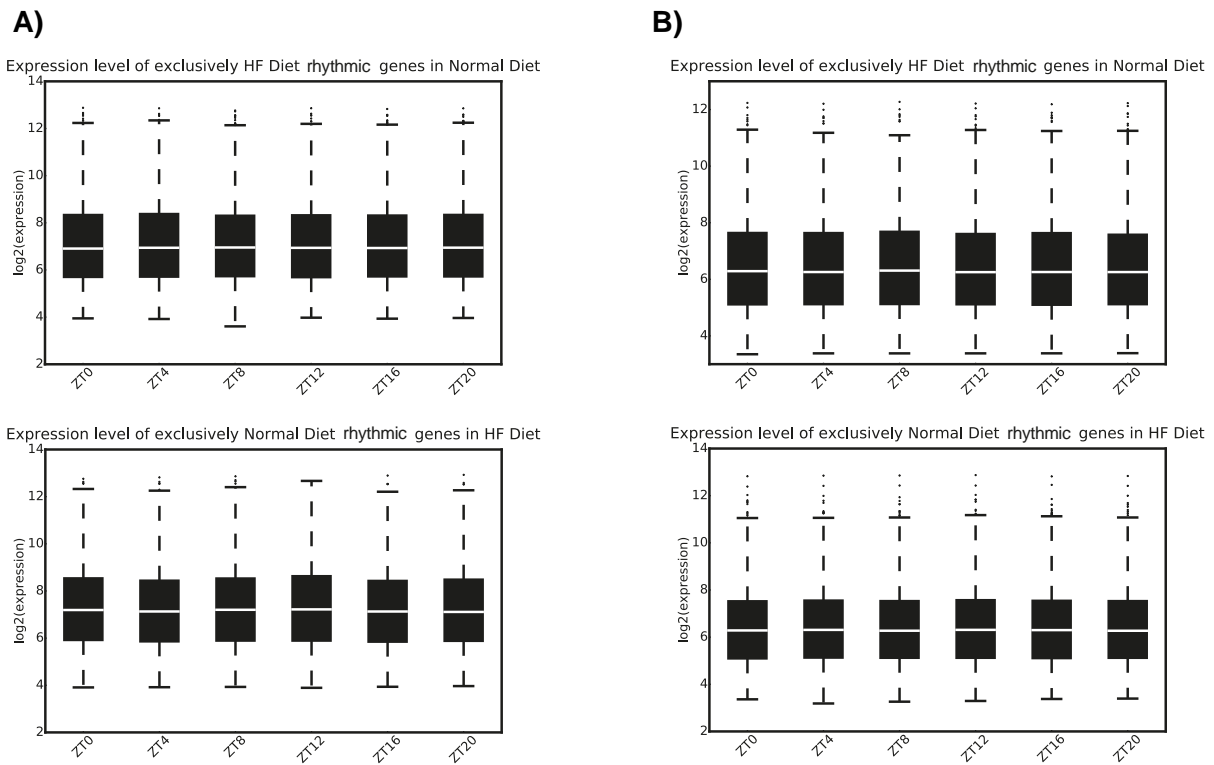 A)
B)
Expression level of exclusively HF Diet rhythmic genes in Normal Diet
14
12
10
8
6
4
2
log2(expression)
ZT0
ZT4
ZT8
ZT12
ZT16
ZT20
Expression level of exclusively HF Diet rhythmic genes in Normal Diet
12
10
8
6
4
log2(expression)
ZT0
ZT4
ZT8
ZT12
ZT16
ZT20
Expression level of exclusively Normal Diet rhythmic genes in HF Diet
14
12
10
8
6
4
2
log2(expression)
ZT0
ZT4
ZT8
ZT12
ZT16
ZT20
Expression level of exclusively Normal Diet rhythmic genes in HF Diet
14
12
10
8
6
4
2
log2(expression)
ZT0
ZT4
ZT8
ZT12
ZT16
ZT20